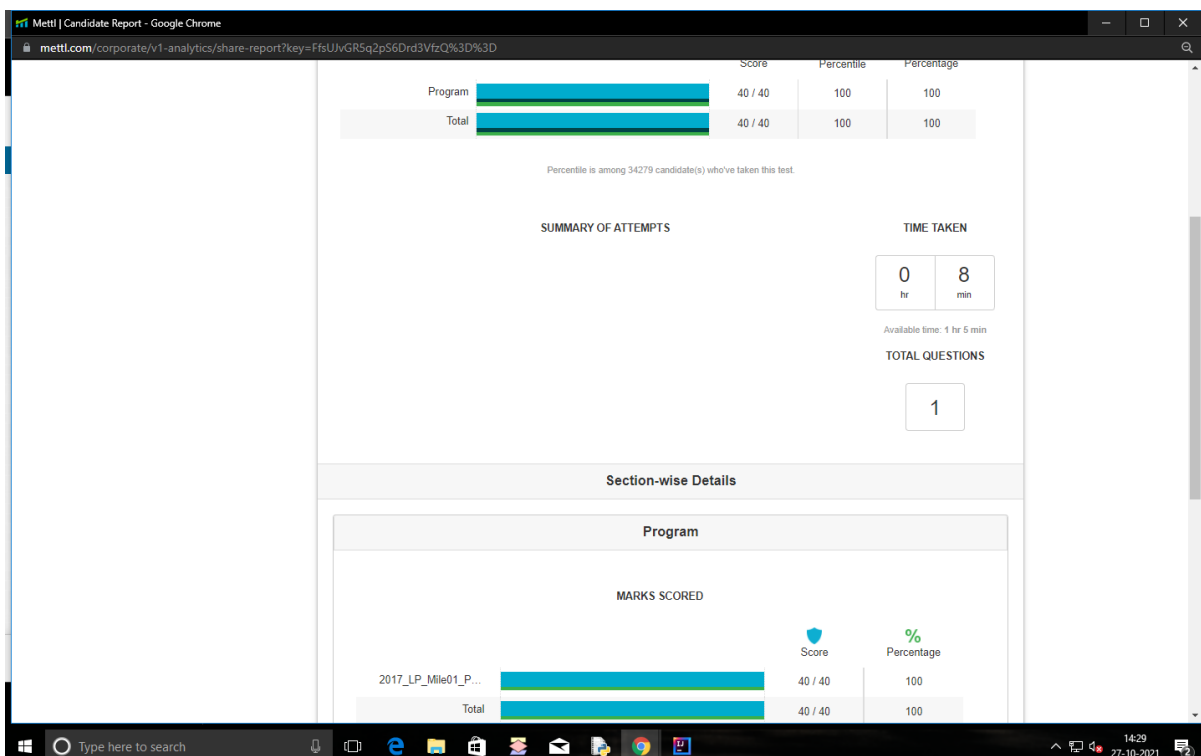 Mettl | Candidate Report - Google Chrome
mettl.com/corporate/v1-analytics/share-report?key=FfsUJvGR5q2pS6Drd3VfzQ%3D%3D
Score Percentile Percentage
Program 40 / 40 100 100
Total 40 / 40 100 100
Percentile is among 34279 candidate(s) who've taken this test.
SUMMARY OF ATTEMPTS
TIME TAKEN
0 8
hr min
Available time: 1 hr 5 min
TOTAL QUESTIONS
1
Section-wise Details
Program
MARKS SCORED
%
Score Percentage
2017_LP_Mile01_P... 40 / 40 100
Total 40 / 40 100
Type here to search
14:29
27-10-2021